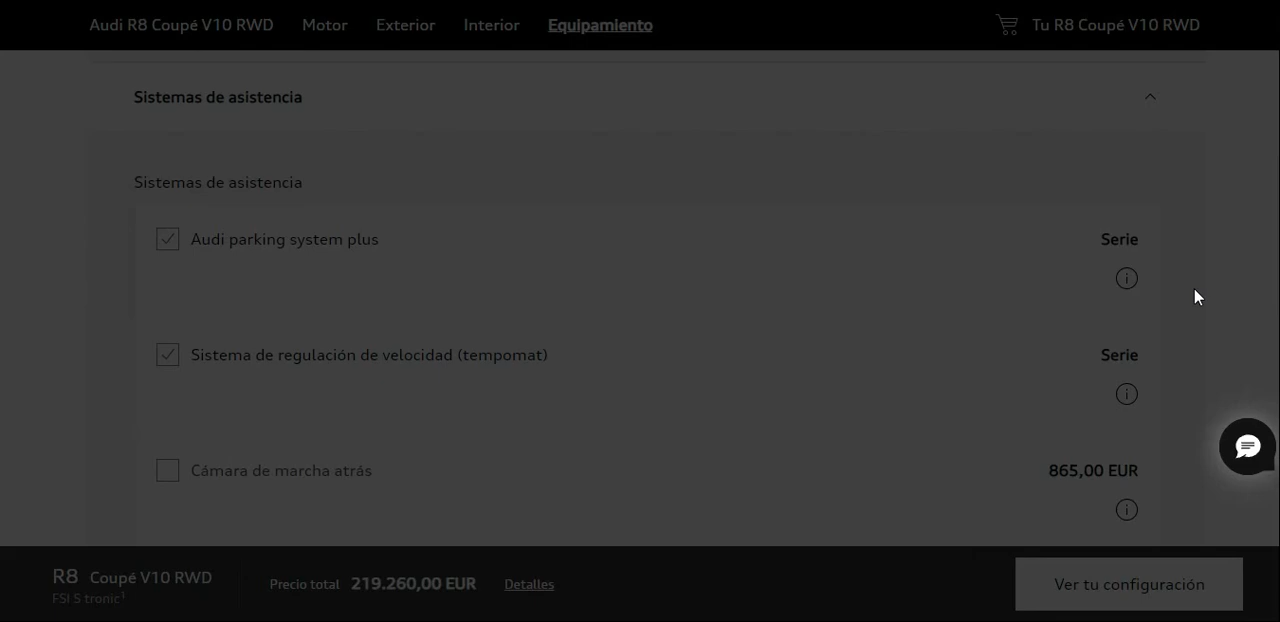 Audi R8 Coupé V10 RWD Motor Exterior Interior Equipamiento Tu R8 Coupé V10 RWD
Sistemas de asistencia
Sistemas de asistencia
Audi parking system plus Serie
Sistema de regulación de velocidad (tempomat) Serie
Cámara de marcha atrás 865,00 EUR
R8 Coupé V10 RWD Precio total 219.260,00 EUR Detalles Ver tu configuración
FSI S tronic¹